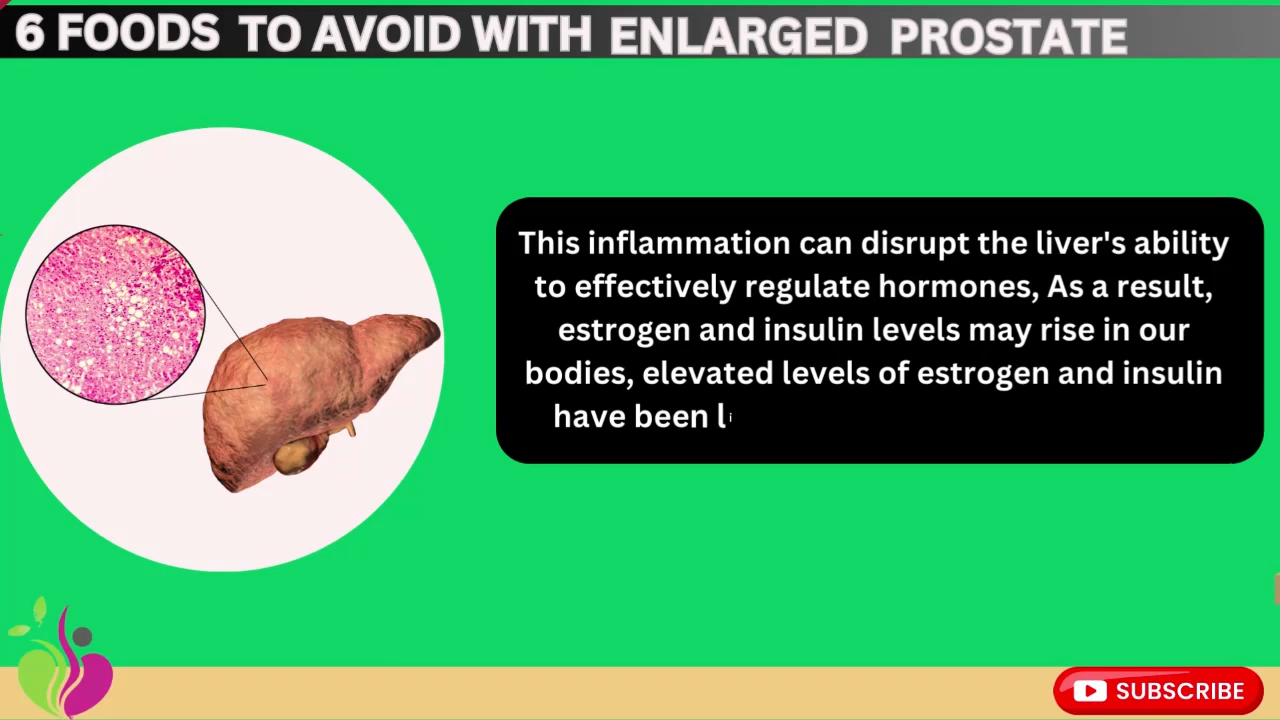 6 FOODS TO AVOID WITH ENLARGED PROSTATE
This inflammation can disrupt the liver's ability
to effectively regulate hormones, As a result,
estrogen and insulin levels may rise in our
bodies, elevated levels of estrogen and insulin
have been li
SUBSCRIBE